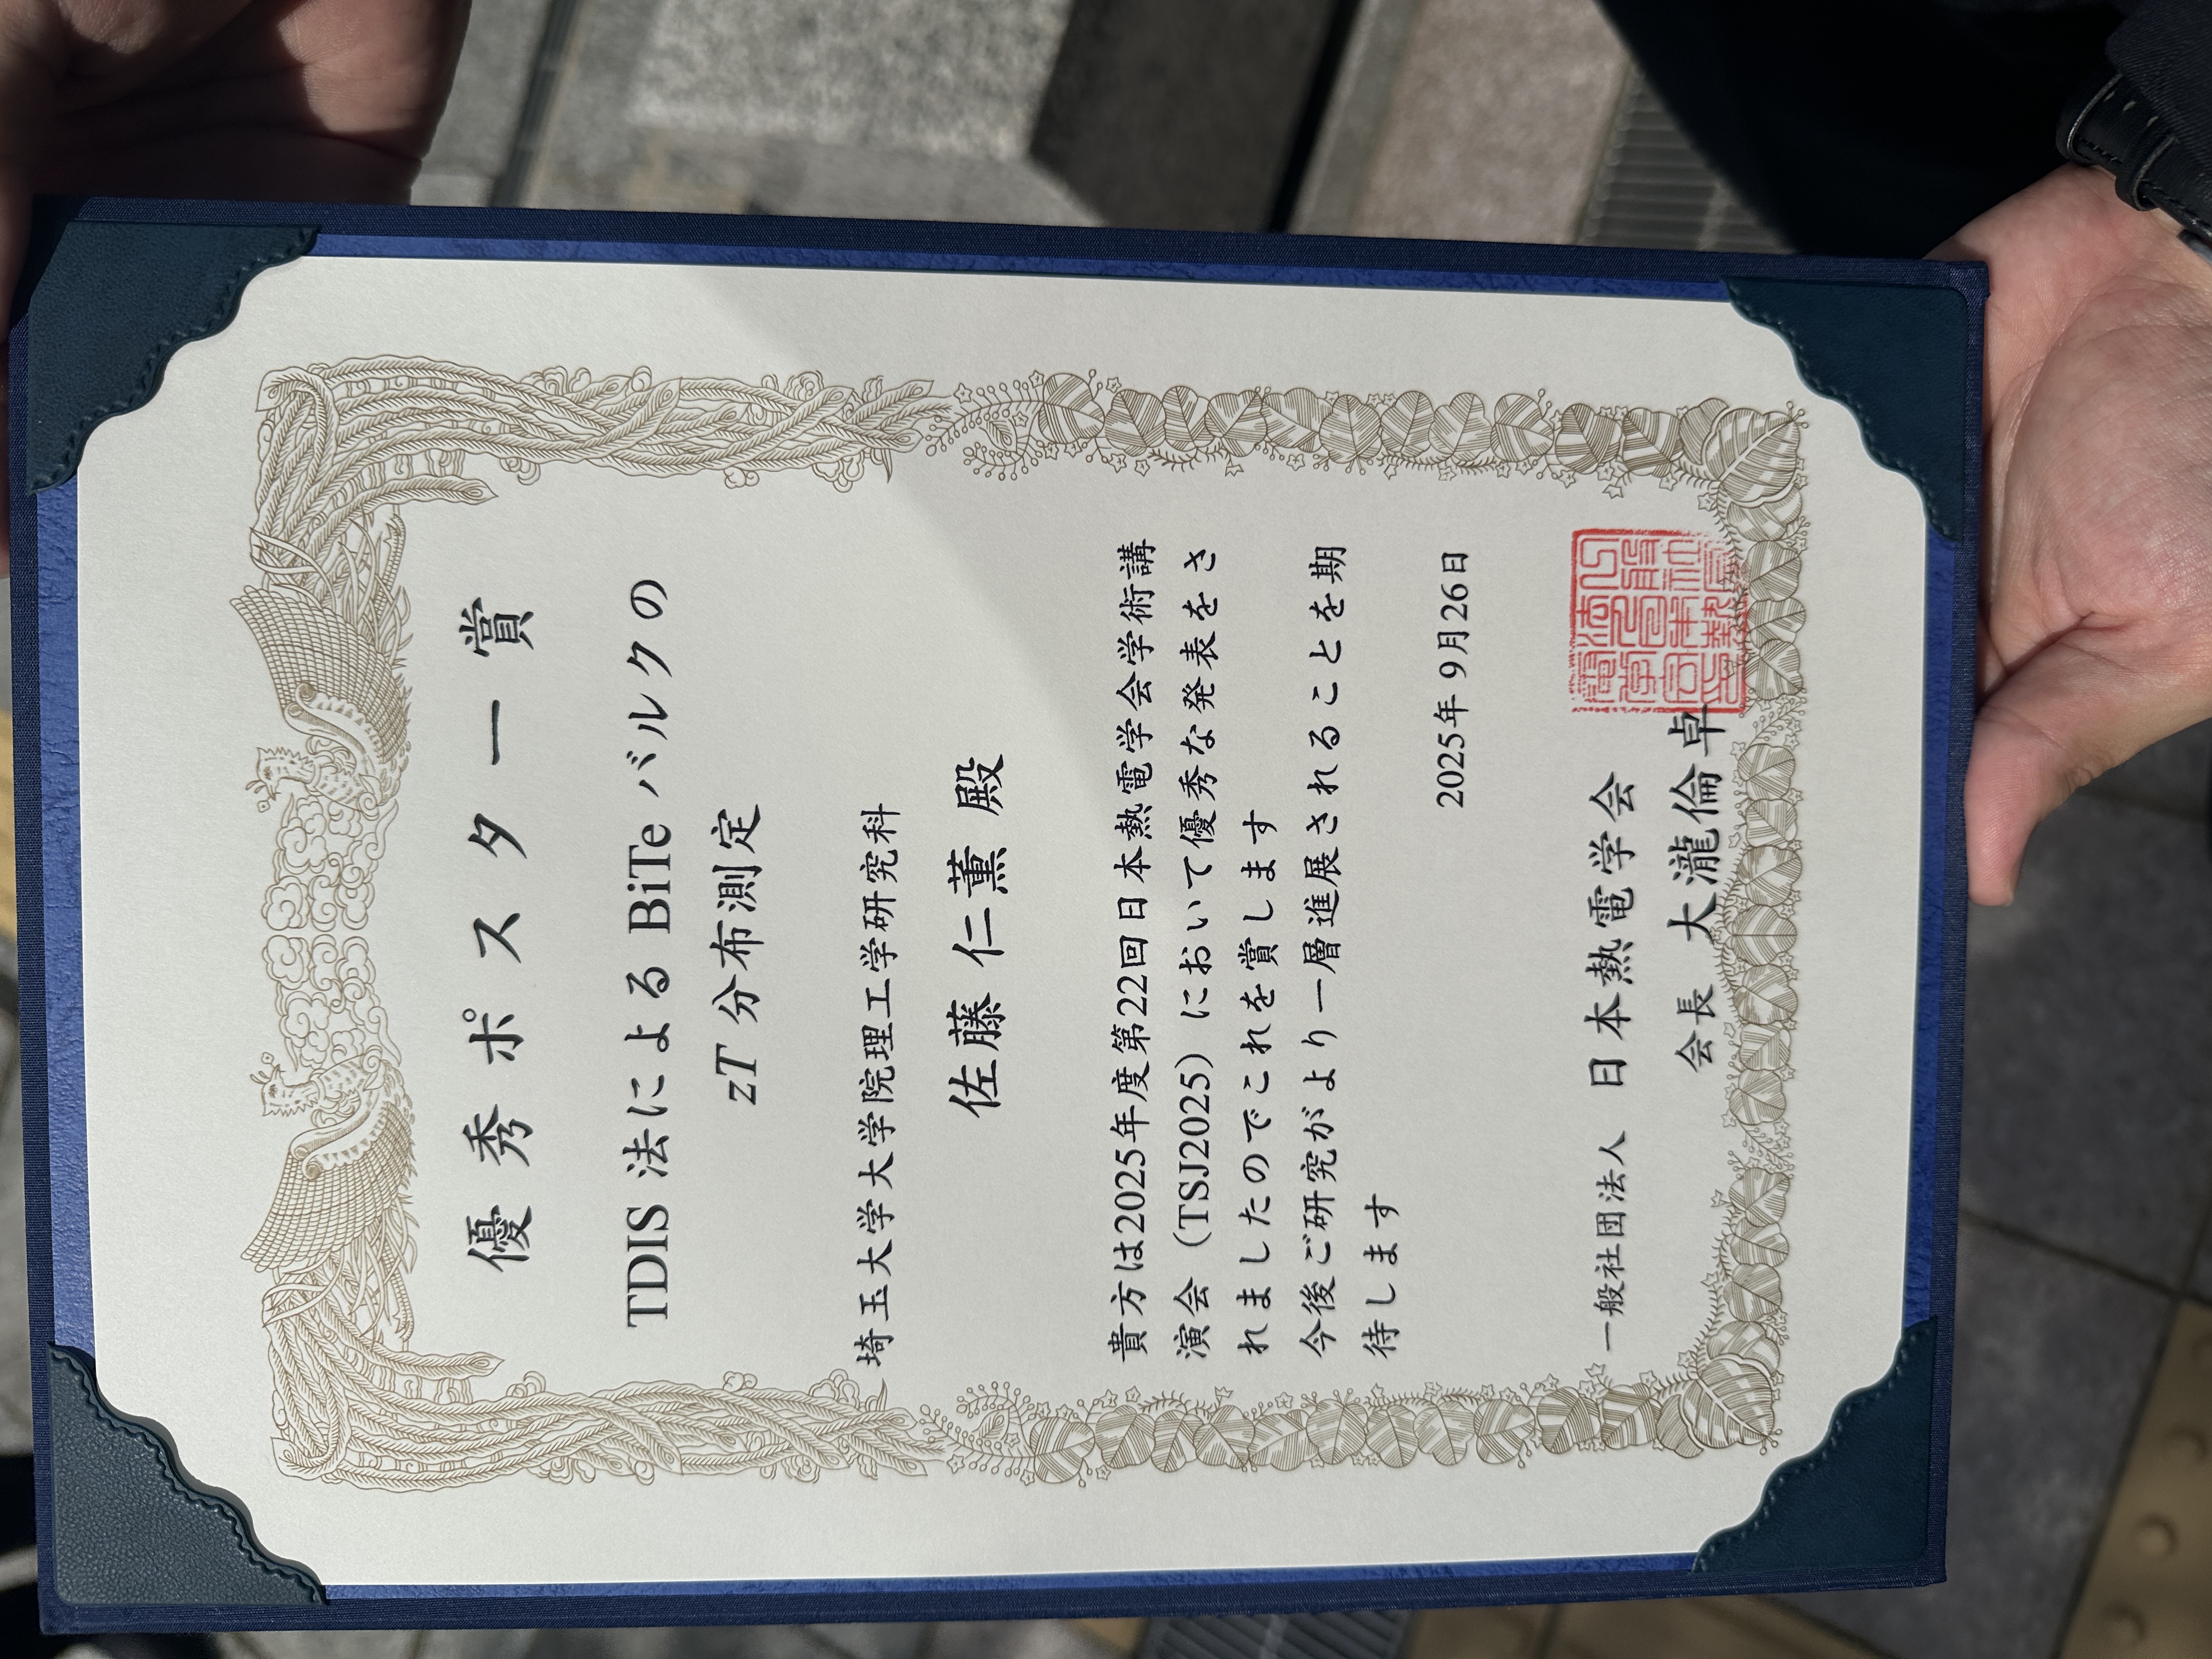 優秀ポスター賞
TDIS 法による BiTe バルクの
zT 分布測定
埼玉大学大学院理工学研究科
佐藤 仁薫 殿
貴方は2025年度第22回日本熱電学会学術講
演会（TSJ2025）において優秀な発表をさ
れましたのでこれを賞します
今後ご研究がより一層進展されることを期
待します
2025年 9月26日
一般社団法人 日本熱電学会
会長 大瀧倫卓